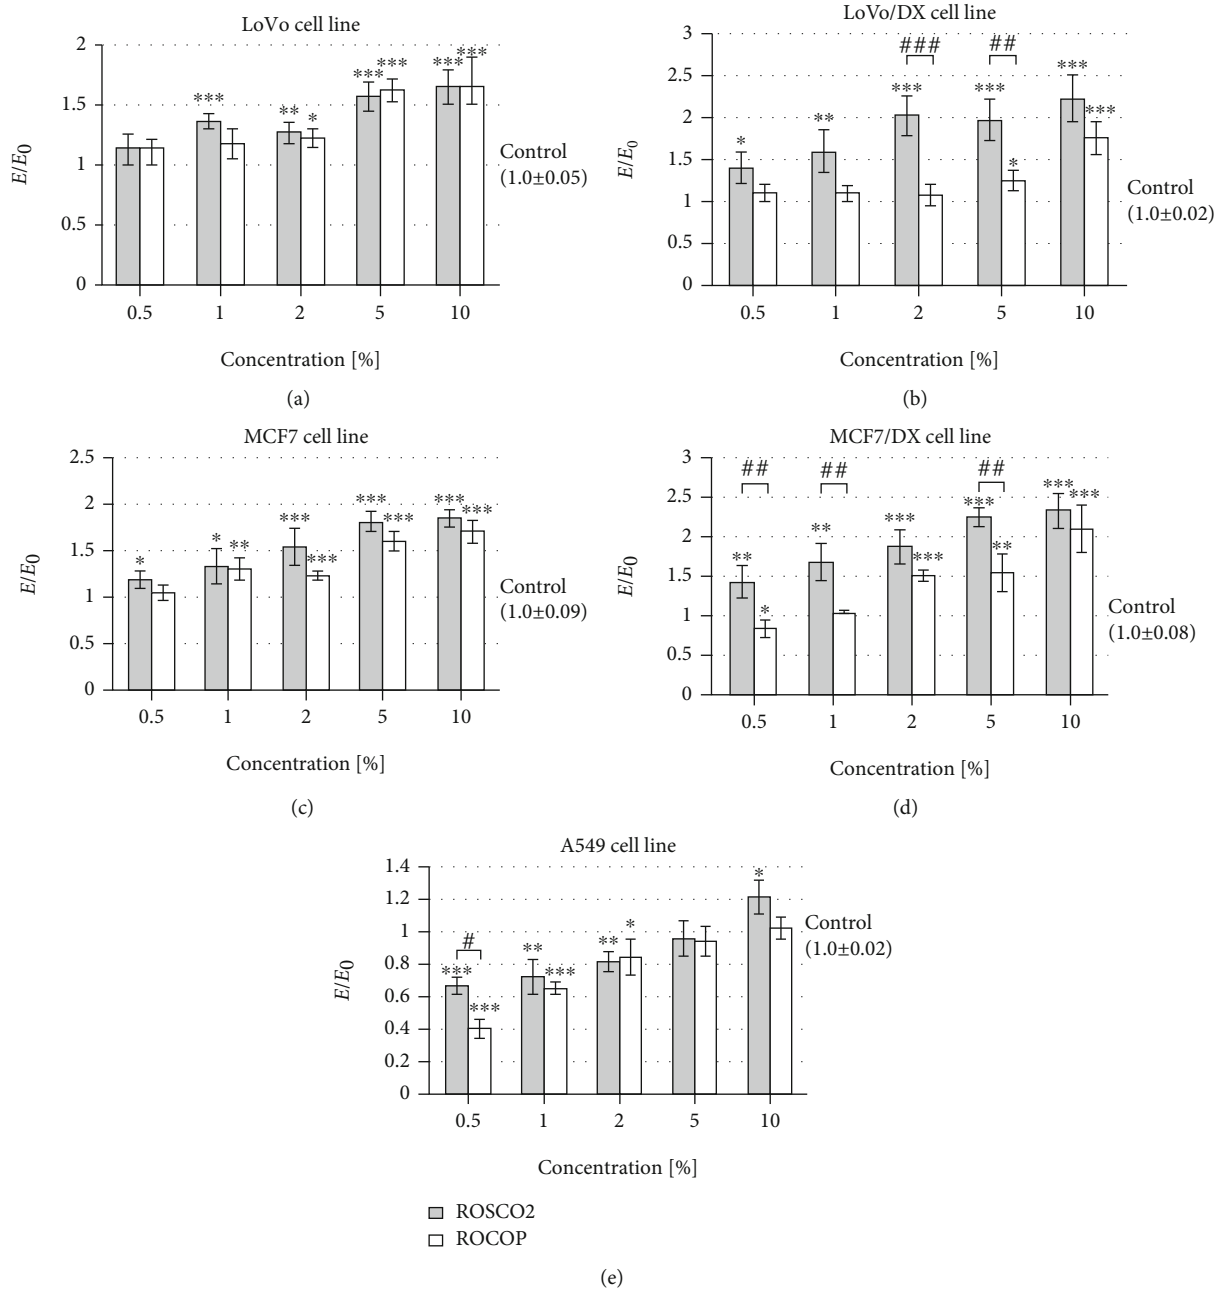 LoVo cell line
2
1.5
1
0.5
0
E/E0
*** ** * *** *** *** ***
Control
(1.0±0.05)
0.5 1 2 5 10
Concentration [%]
(a)
LoVo/DX cell line
3
2.5
2
1.5
1
0.5
0
E/E0
### ##
* ** *** *** * *** ***
Control
(1.0±0.02)
0.5 1 2 5 10
Concentration [%]
(b)
MCF7 cell line
2.5
2
1.5
1
0.5
0
E/E0
* * ** *** *** *** *** *** ***
Control
(1.0±0.09)
0.5 1 2 5 10
Concentration [%]
(c)
MCF7/DX cell line
3
2.5
2
1.5
1
0.5
0
E/E0
## ## ##
** * ** *** *** *** ** *** ***
Control
(1.0±0.08)
0.5 1 2 5 10
Concentration [%]
(d)
A549 cell line
1.4
1.2
1
0.8
0.6
0.4
0.2
0
E/E0
#
*** *** ** *** ** * *
Control
(1.0±0.02)
0.5 1 2 5 10
Concentration [%]
ROSCO2
ROCOP
(e)